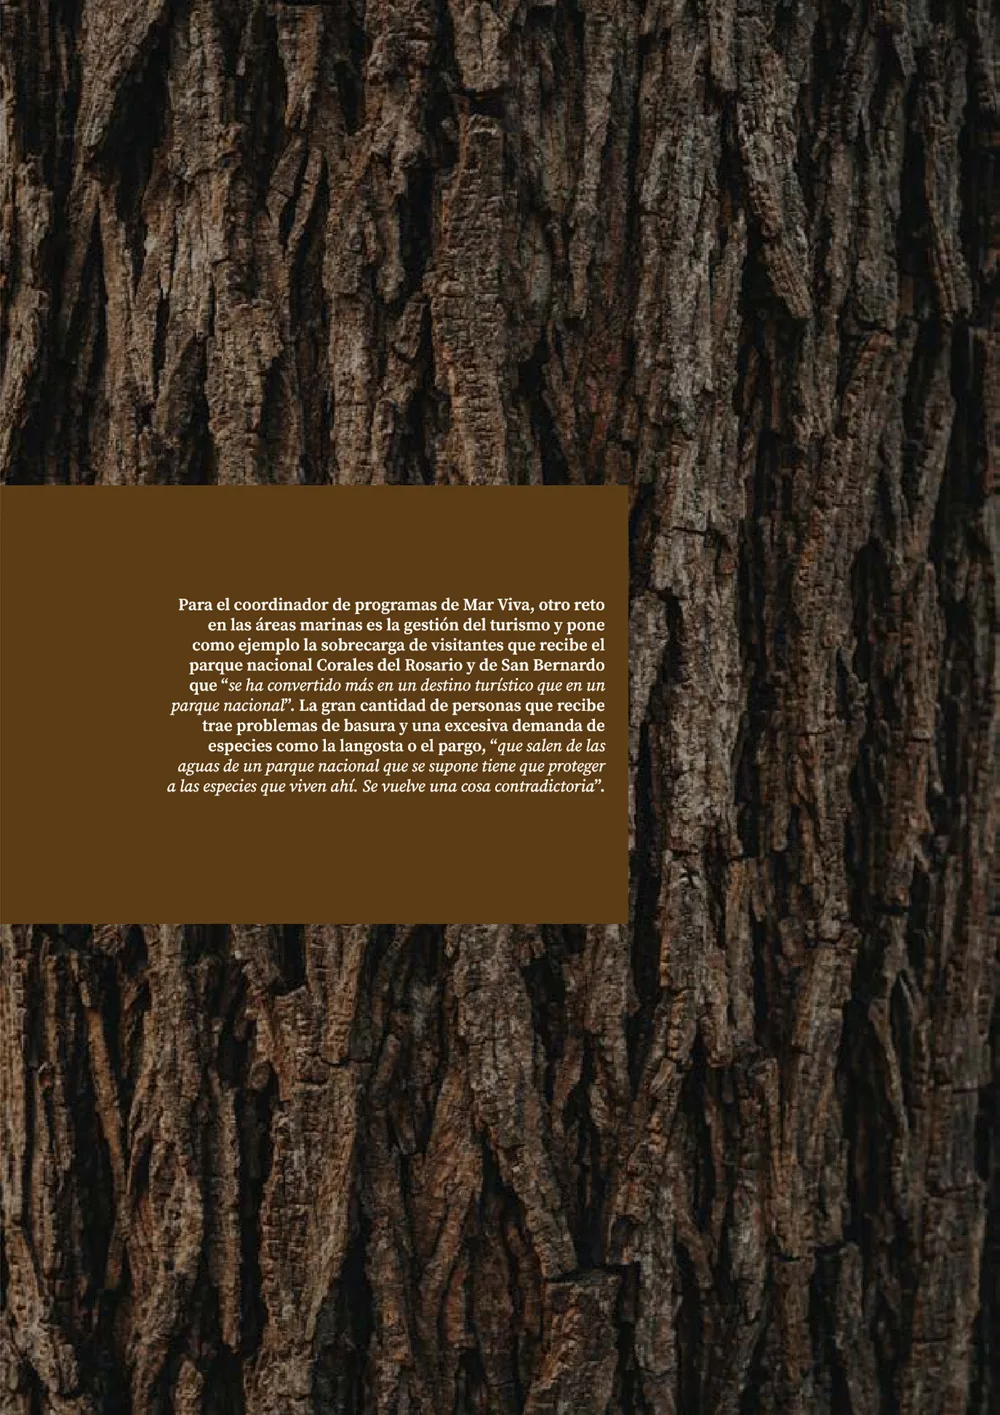 Para el coordinador de programas de Mar Viva, otro reto
en las áreas marinas es la gestión del turismo y pone
como ejemplo la sobrecarga de visitantes que recibe el
parque nacional Corales del Rosario y de San Bernardo
que “se ha convertido más en un destino turístico que en un
parque nacional”. La gran cantidad de personas que recibe
trae problemas de basura y una excesiva demanda de
especies como la langosta o el pargo, “que salen de las
aguas de un parque nacional que se supone tiene que proteger
a las especies que viven ahí. Se vuelve una cosa contradictoria”.